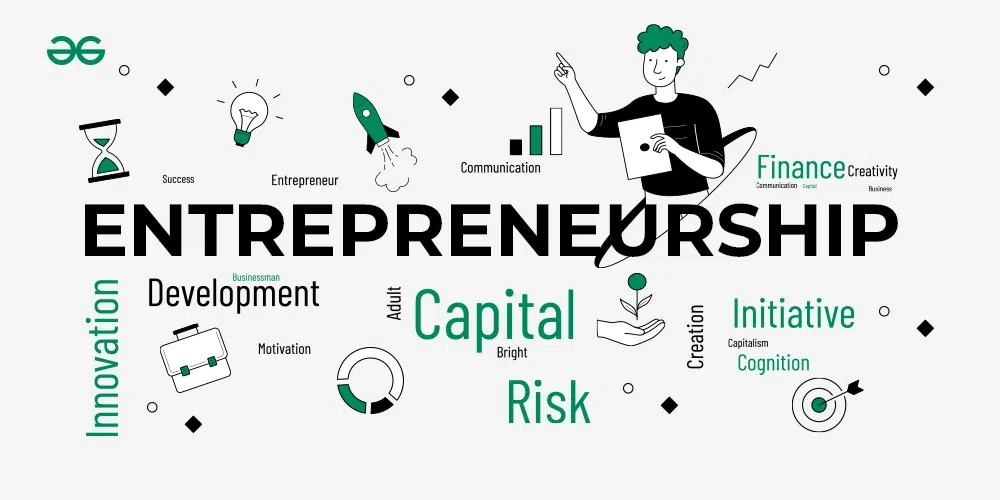 Success
Entrepreneur
Communication
Finance
Creativity
Communication
Capital
Business
ENTREPRENEURSHIP
Innovation
Businessman
Development
Motivation
Adult
Capital
Bright
Risk
Creation
Initiative
Capitalism
Cognition